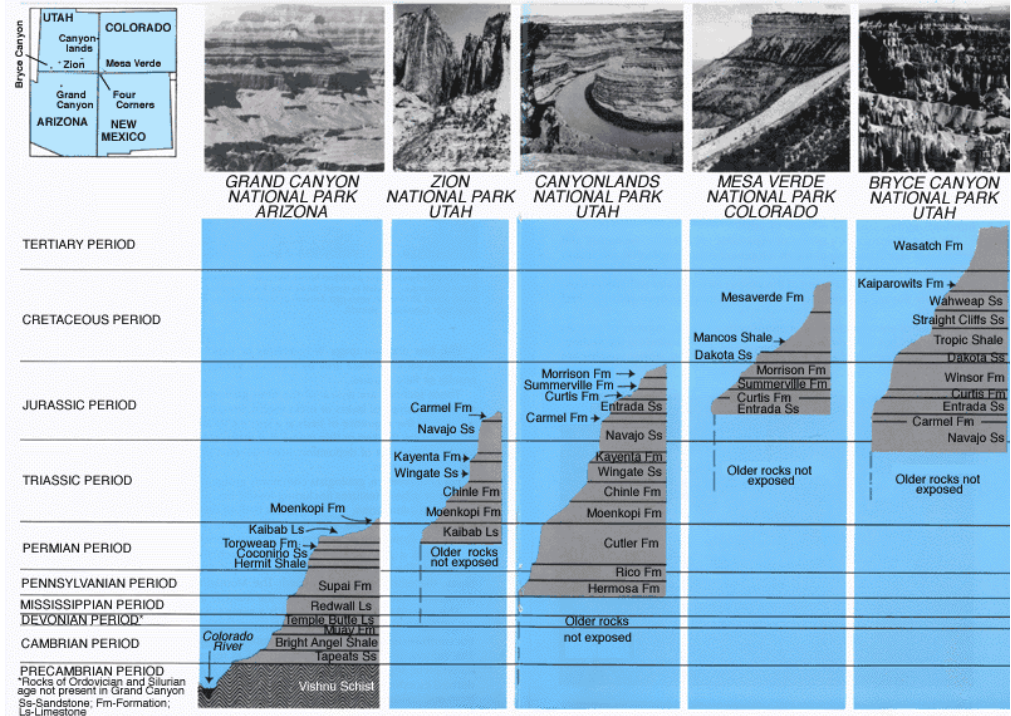 UTAH
COLORADO
Canyon-
lands
Zion
Mesa Verde
Bryce Canyon
Grand
Canyon
Four
Corners
ARIZONA
NEW
MEXICO
GRAND CANYON
NATIONAL PARK
ARIZONA
ZION
NATIONAL PARK
UTAH
CANYONLANDS
NATIONAL PARK
UTAH
MESA VERDE
NATIONAL PARK
COLORADO
BRYCE CANYON
NATIONAL PARK
UTAH
TERTIARY PERIOD
CRETACEOUS PERIOD
JURASSIC PERIOD
TRIASSIC PERIOD
PERMIAN PERIOD
PENNSYLVANIAN PERIOD
MISSISSIPPIAN PERIOD
DEVONIAN PERIOD*
CAMBRIAN PERIOD
PRECAMBRIAN PERIOD
*Rocks of Ordovician and Silurian
age not present in Grand Canyon
Ss-Sandstone; Fm-Formation;
Ls-Limestone
Moenkopi Fm
Kaibab Ls
Toroweap Fm
Coconino Ss
Hermit Shale
Supai Fm
Redwall Ls
Temple Butte Ls
Muay Fm
Bright Angel Shale
Tapeats Ss
Colorado
River
Vishnu Schist
Carmel Fm
Navajo Ss
Kayenta Fm
Wingate Ss
Chinle Fm
Moenkopi Fm
Kaibab Ls
Older rocks
not exposed
Morrison Fm
Summerville Fm
Curtis Fm
Entrada Ss
Carmel Fm
Navajo Ss
Kayenta Fm
Wingate Ss
Chinle Fm
Moenkopi Fm
Cutler Fm
Rico Fm
Hermosa Fm
Older rocks
not exposed
Mesaverde Fm
Mancos Shale
Dakota Ss
Morrison Fm
Summerville Fm
Curtis Fm
Entrada Ss
Older rocks not
exposed
Wasatch Fm
Kaiparowits Fm
Wahweap Ss
Straight Cliffs Ss
Tropic Shale
Dakota Ss
Winsor Fm
Curtis Fm
Entrada Ss
Carmel Fm
Navajo Ss
Older rocks not
exposed